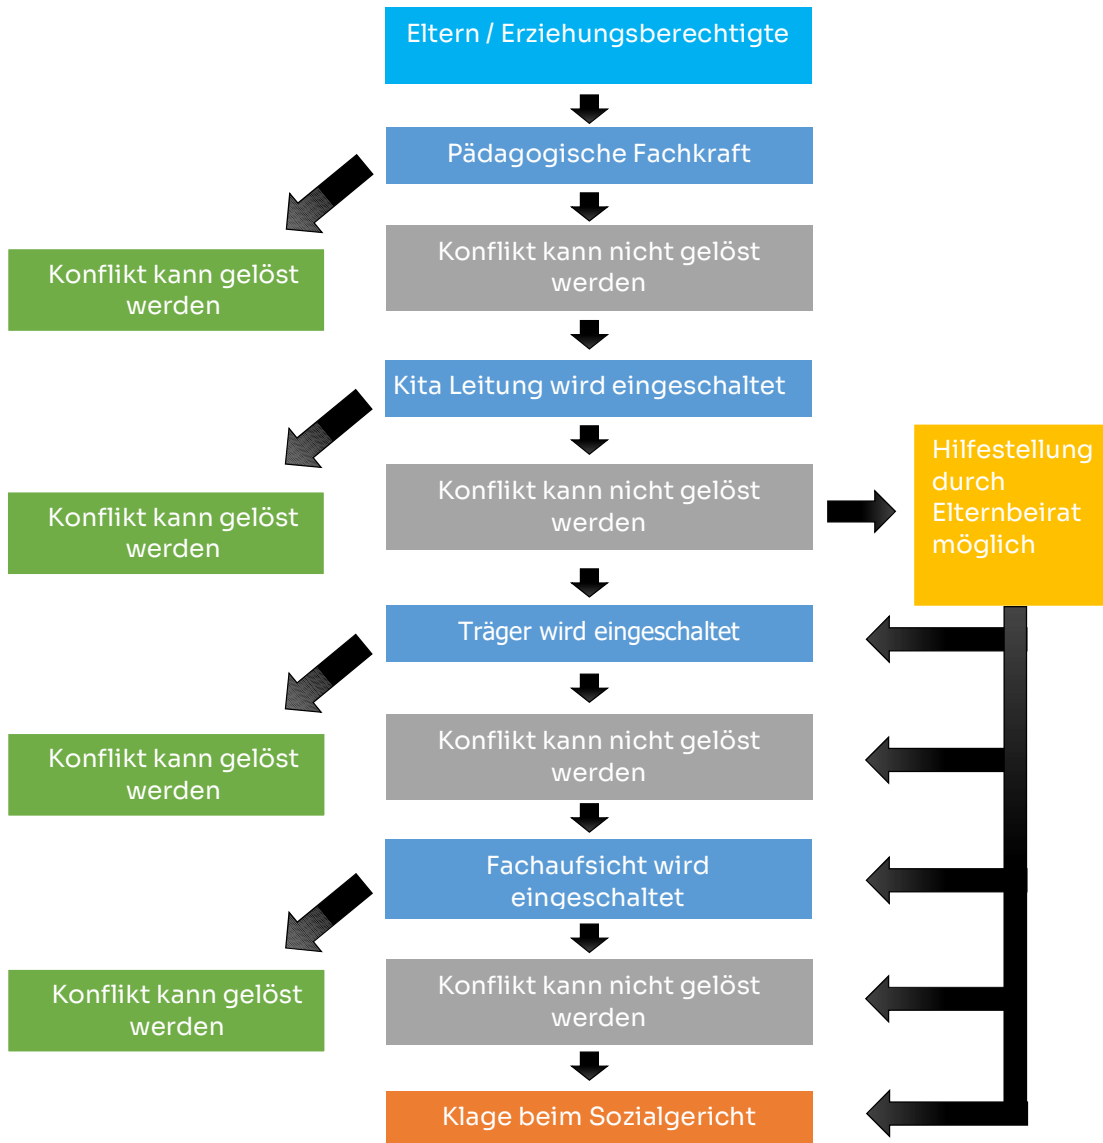 Eltern / Erziehungsberechtigte
Pädagogische Fachkraft
Konflikt kann nicht gelöst
werden
Konflikt kann gelöst
werden
Kita Leitung wird eingeschaltet
Konflikt kann nicht gelöst
werden
Hilfestellung
durch
Elternbeirat
möglich
Konflikt kann gelöst
werden
Träger wird eingeschaltet
Konflikt kann nicht gelöst
werden
Konflikt kann gelöst
werden
Fachaufsicht wird
eingeschaltet
Konflikt kann nicht gelöst
werden
Konflikt kann gelöst
werden
Klage beim Sozialgericht